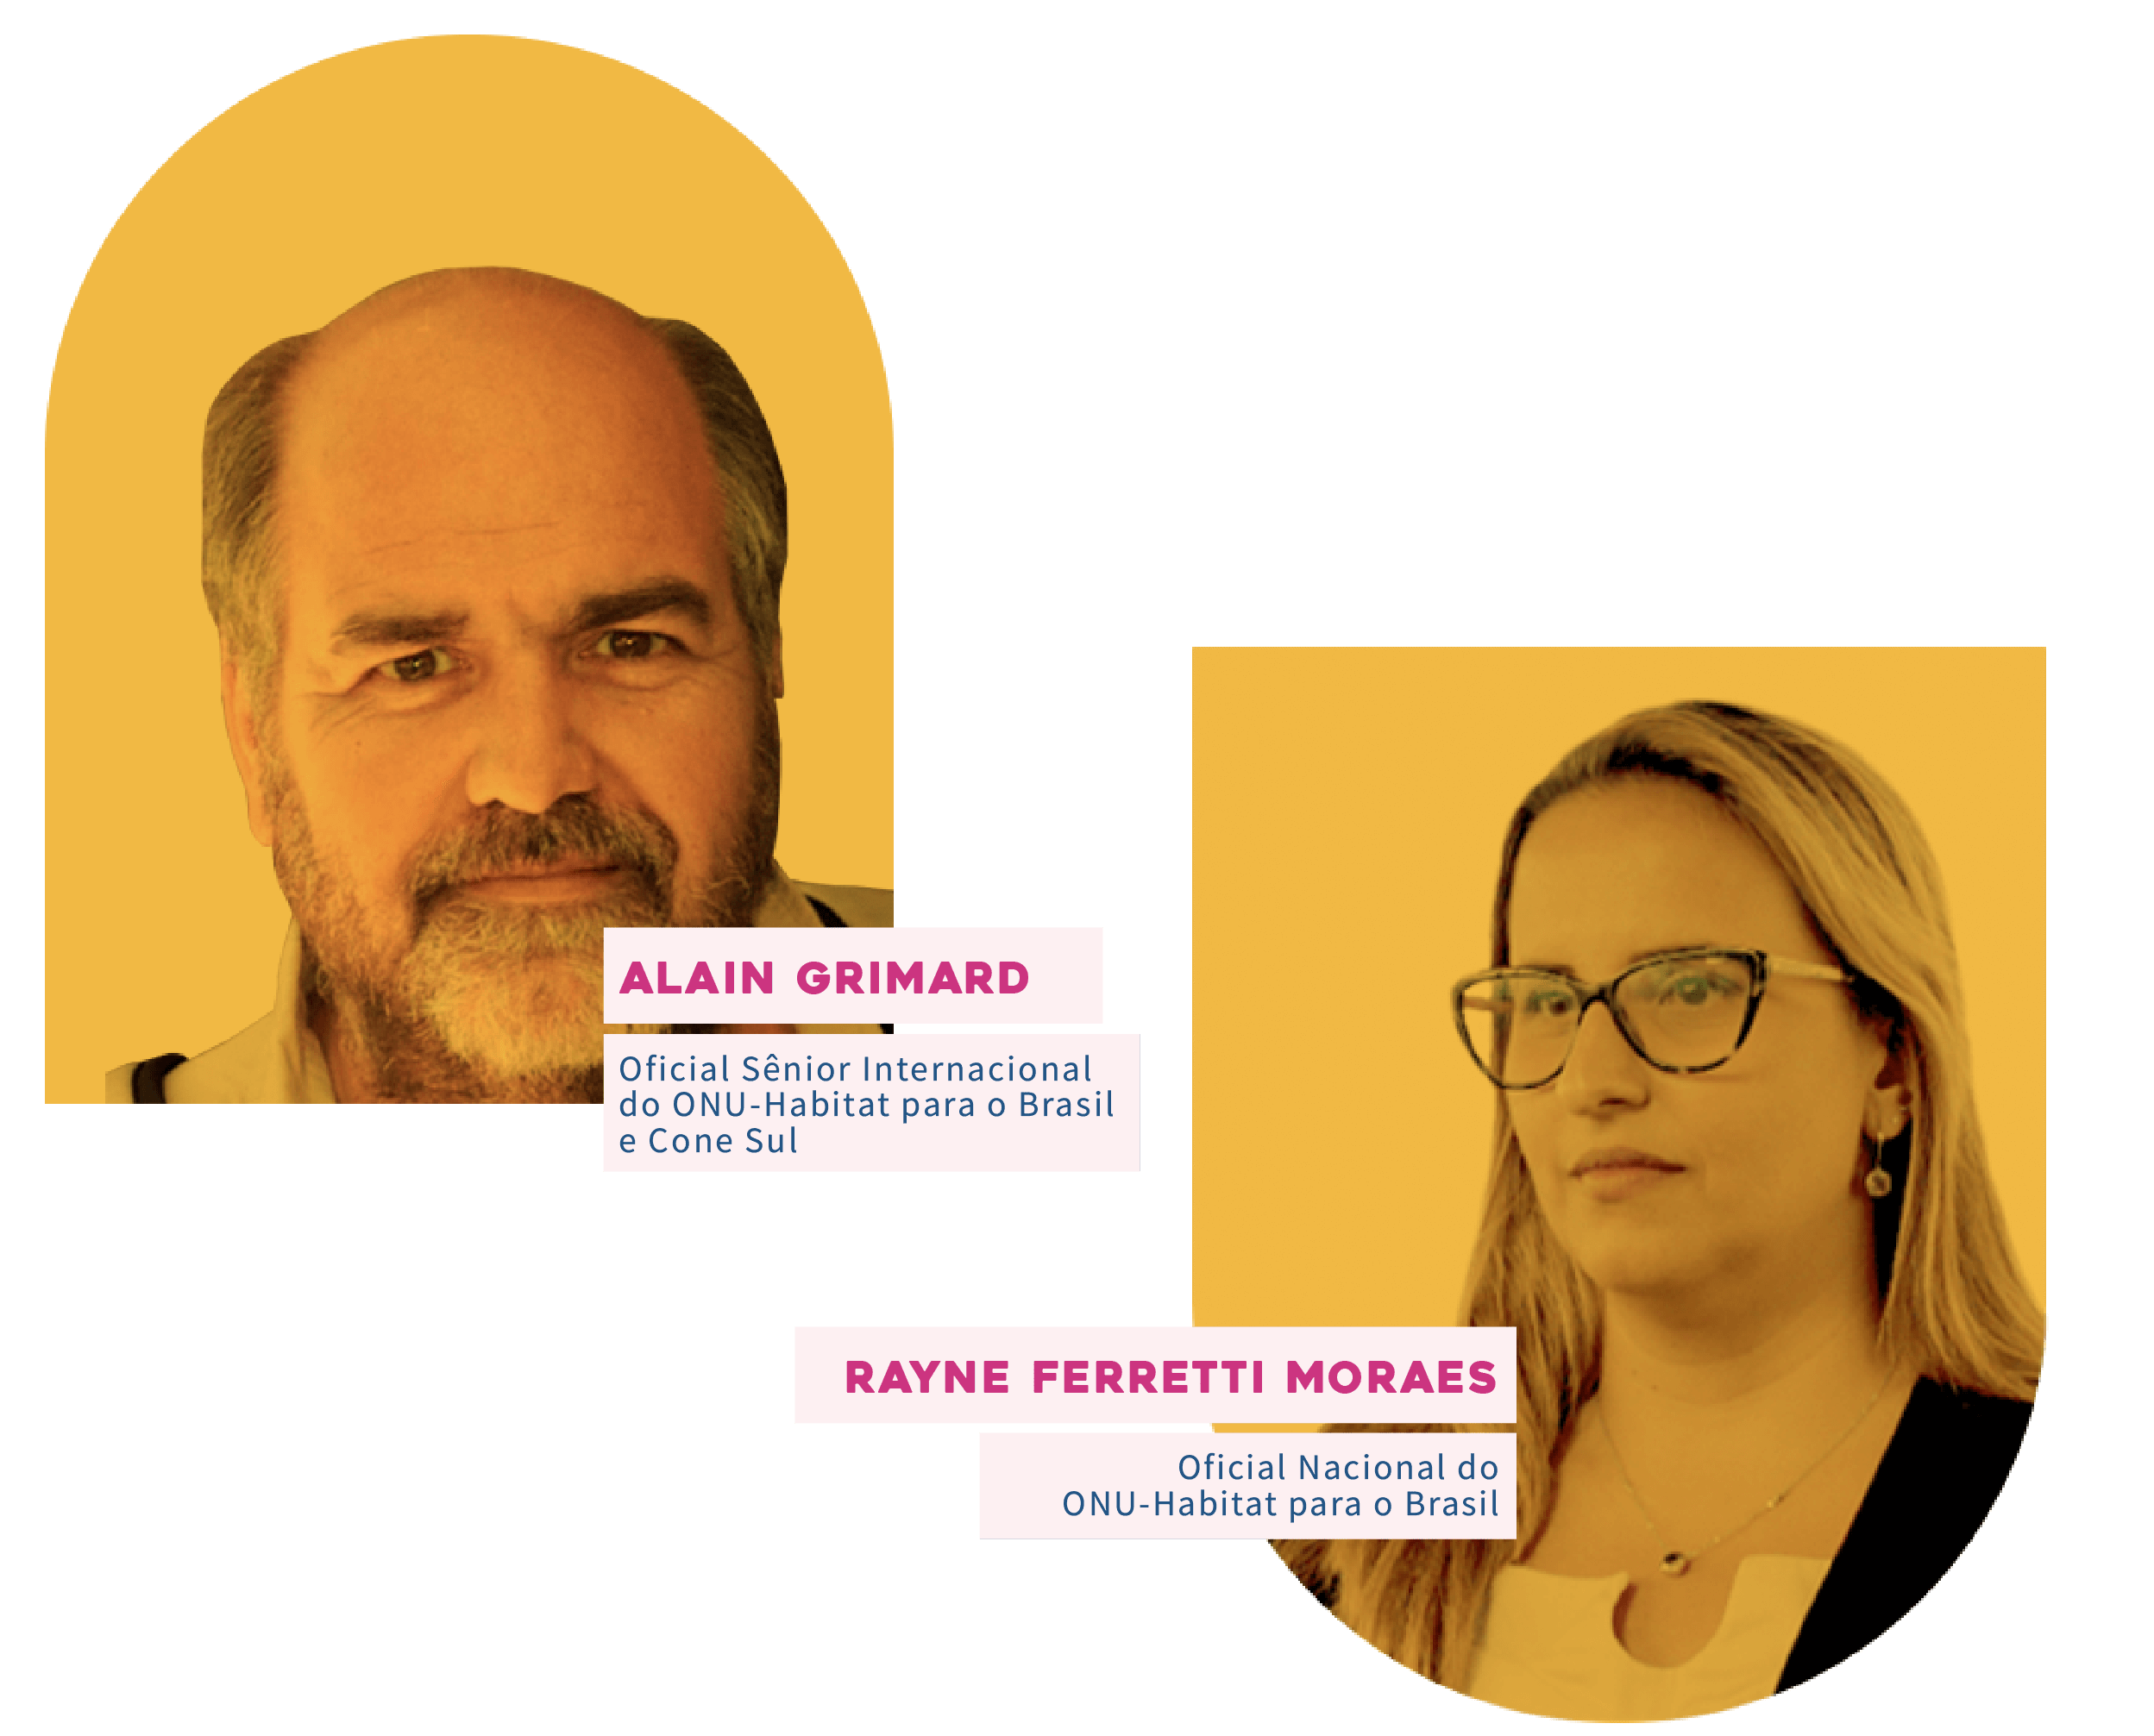 ALAIN GRIMARD
Oficial Sênior Internacional
do ONU-Habitat para o Brasil
e Cone Sul
RAYNE FERRETTI MORAES
Oficial Nacional do
ONU-Habitat para o Brasil